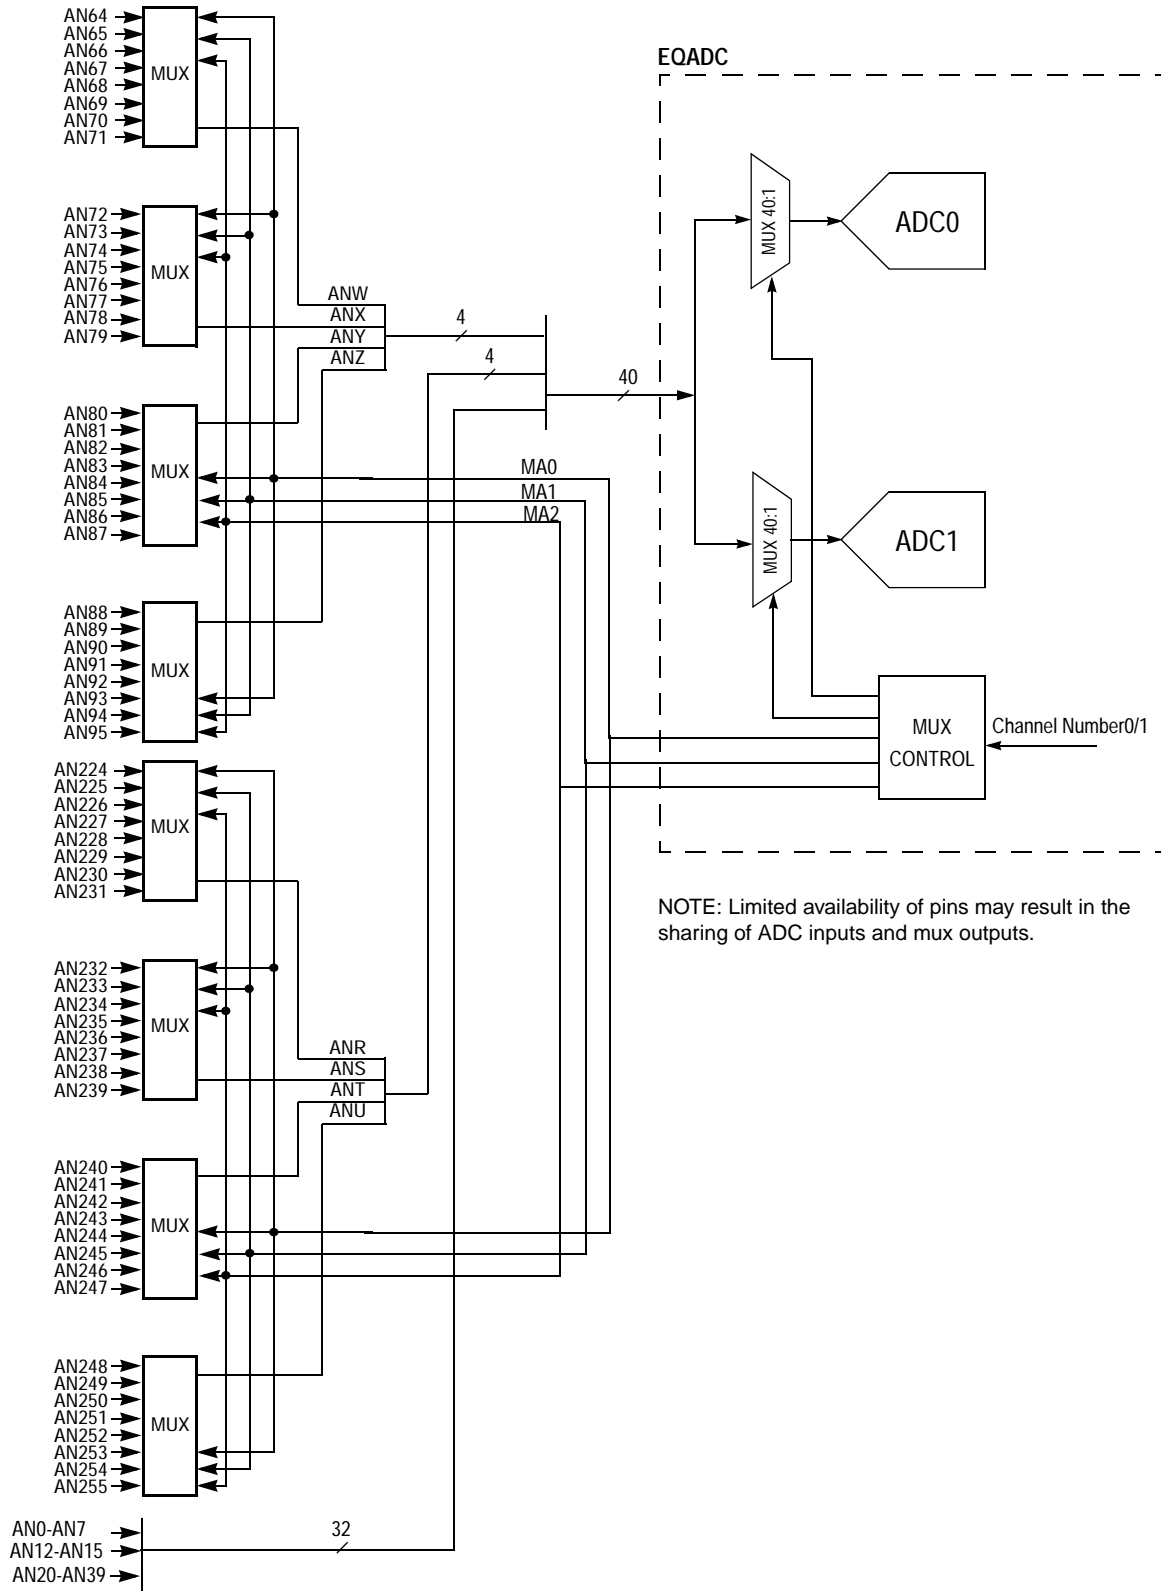 AN64
AN65
AN66
AN67
AN68
AN69
AN70
AN71
MUX
AN72
AN73
AN74
AN75
AN76
AN77
AN78
AN79
MUX
AN80
AN81
AN82
AN83
AN84
AN85
AN86
AN87
MUX
AN88
AN89
AN90
AN91
AN92
AN93
AN94
AN95
MUX
AN224
AN225
AN226
AN227
AN228
AN229
AN230
AN231
MUX
AN232
AN233
AN234
AN235
AN236
AN237
AN238
AN239
MUX
AN240
AN241
AN242
AN243
AN244
AN245
AN246
AN247
MUX
AN248
AN249
AN250
AN251
AN252
AN253
AN254
AN255
MUX
AN0-AN7
AN12-AN15
AN20-AN39
32
ANW
ANX
ANY
ANZ
4
4
40
MA0
MA1
MA2
ANR
ANS
ANT
ANU
EQADC
MUX 40:1
ADC0
MUX 40:1
ADC1
MUX
CONTROL
Channel Number0/1
NOTE: Limited availability of pins may result in the
sharing of ADC inputs and mux outputs.